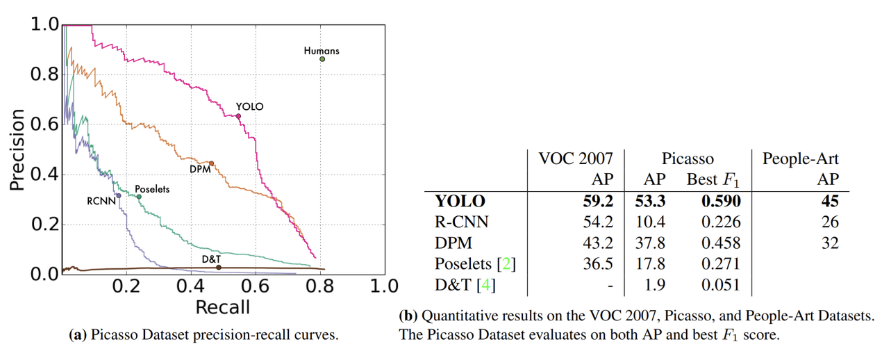 1.0
0.8
0.6
0.4
0.2
0.0
Precision
0.2 0.4 0.6 0.8 1.0
Recall
Humans
YOLO
DPM
Poselets
RCNN
D&T
(a) Picasso Dataset precision-recall curves.
VOC 2007 Picasso People-Art
AP AP Best F1 AP
YOLO 59.2 53.3 0.590 45
R-CNN 54.2 10.4 0.226 26
DPM 43.2 37.8 0.458 32
Poselets [2] 36.5 17.8 0.271
D&T [4] - 1.9 0.051
(b) Quantitative results on the VOC 2007, Picasso, and People-Art Datasets.
The Picasso Dataset evaluates on both AP and best F1 score.